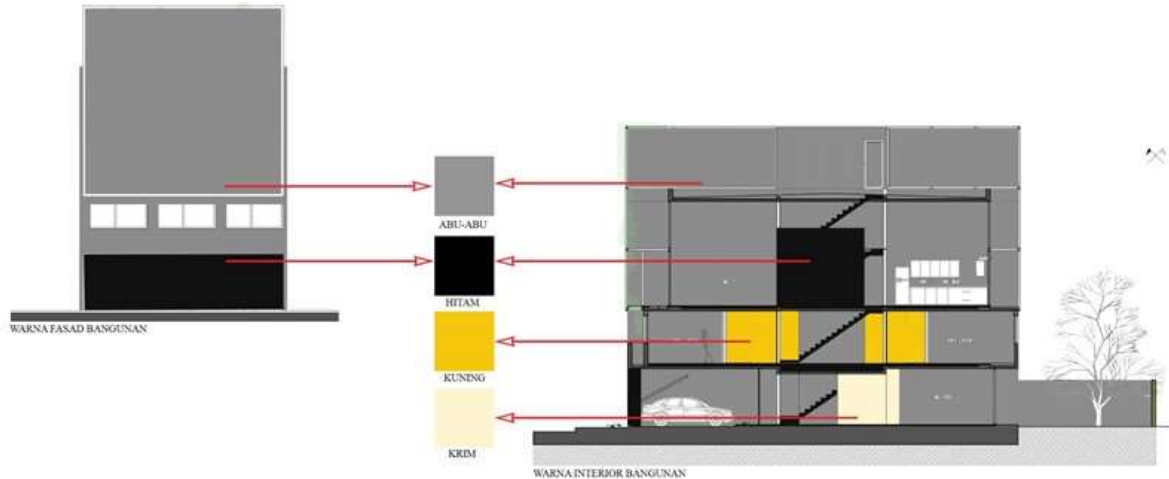 ABU-ABU
HITAM
WARNA FASAD BANGUNAN
KUNING
KRIM
WARNA INTERIOR BANGUNAN